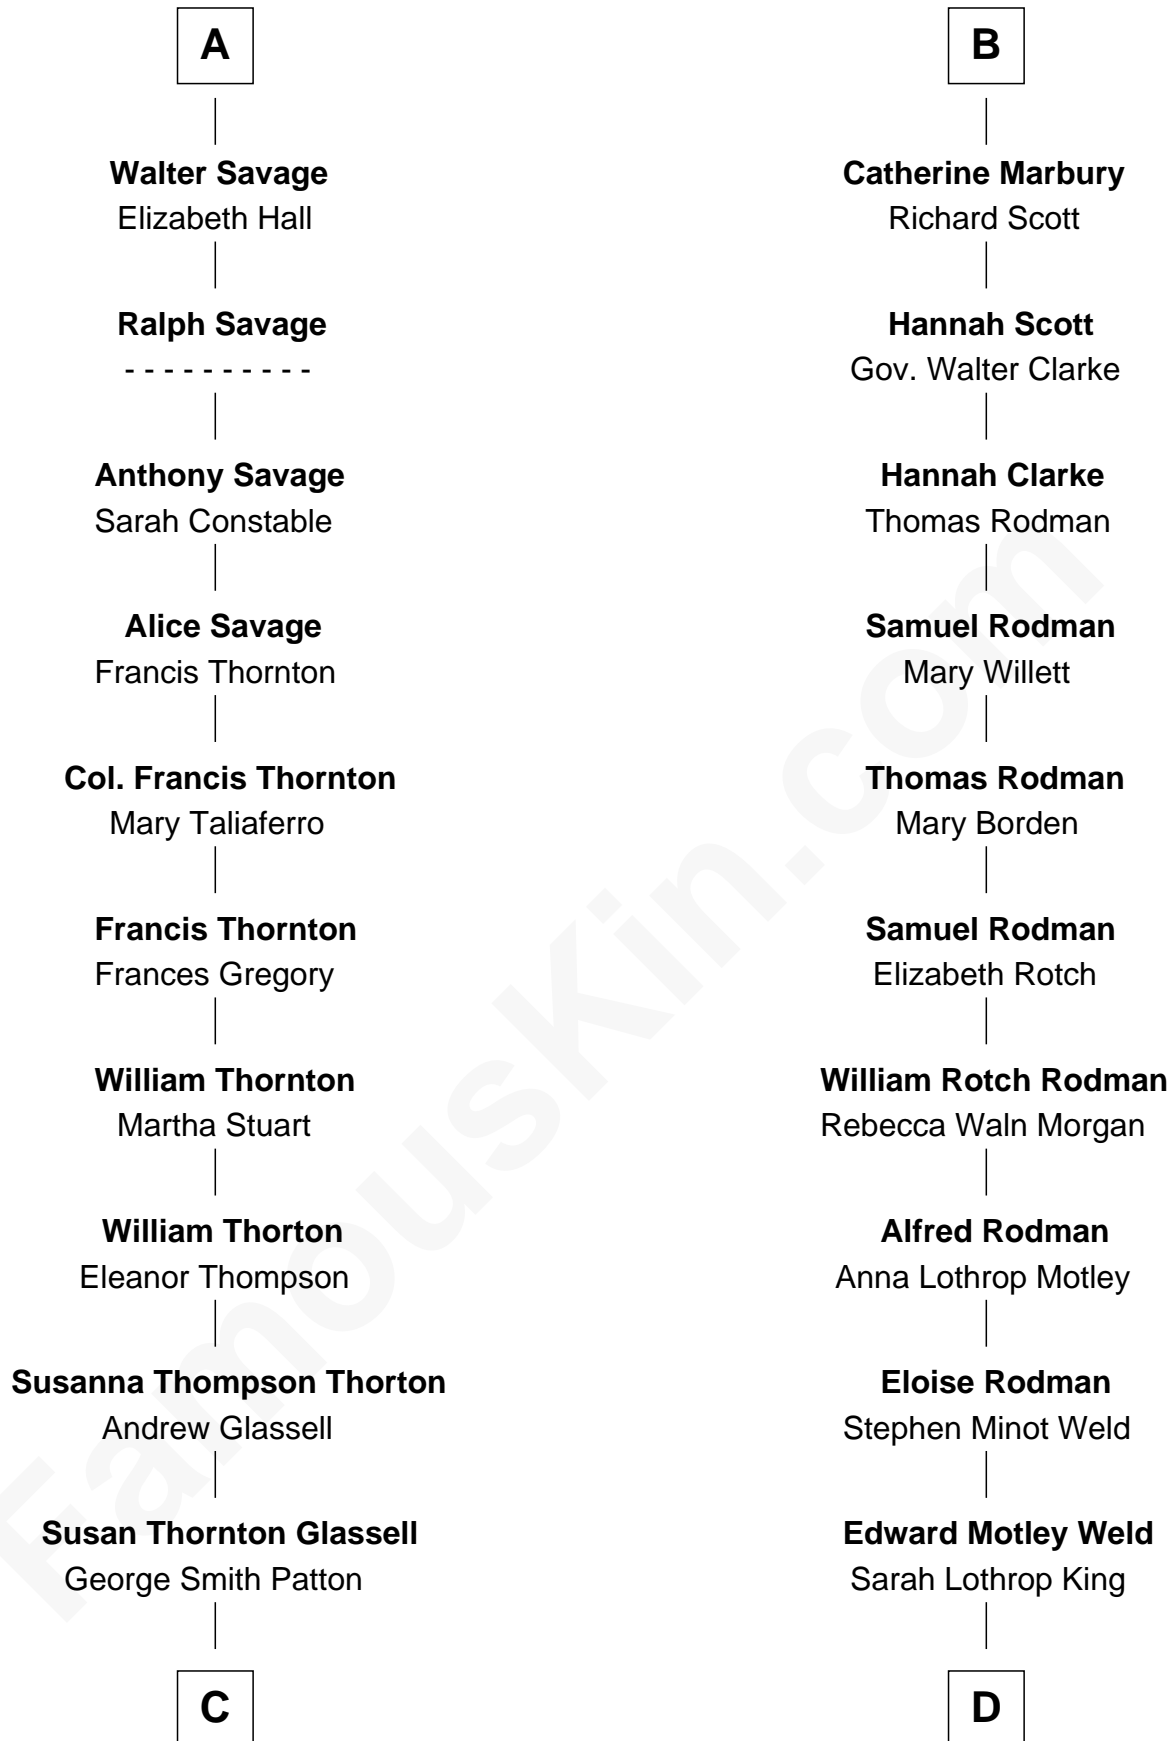 A
Walter Savage
Elizabeth Hall
Ralph Savage
- - - - - - - - - -
Anthony Savage
Sarah Constable
Alice Savage
Francis Thornton
Col. Francis Thornton
Mary Taliaferro
Francis Thornton
Frances Gregory
William Thornton
Martha Stuart
William Thorton
Eleanor Thompson
Susanna Thompson Thorton
Andrew Glassell
Susan Thornton Glassell
George Smith Patton
C
B
Catherine Marbury
Richard Scott
Hannah Scott
Gov. Walter Clarke
Hannah Clarke
Thomas Rodman
Samuel Rodman
Mary Willett
Thomas Rodman
Mary Borden
Samuel Rodman
Elizabeth Rotch
William Rotch Rodman
Rebecca Waln Morgan
Alfred Rodman
Anna Lothrop Motley
Eloise Rodman
Stephen Minot Weld
Edward Motley Weld
Sarah Lothrop King
D
FamousKin.com